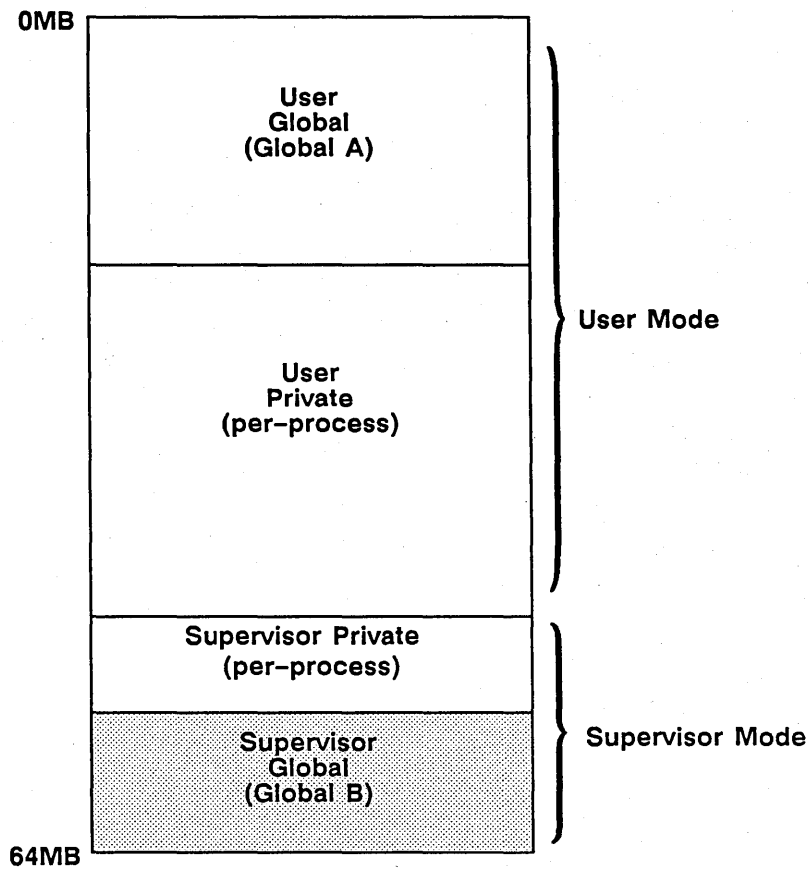 0MB
User
Global
(Global A)
User
Private
(per-process)
User Mode
Supervisor Private
(per-process)
Supervisor
Global
(Global B)
Supervisor Mode
64MB